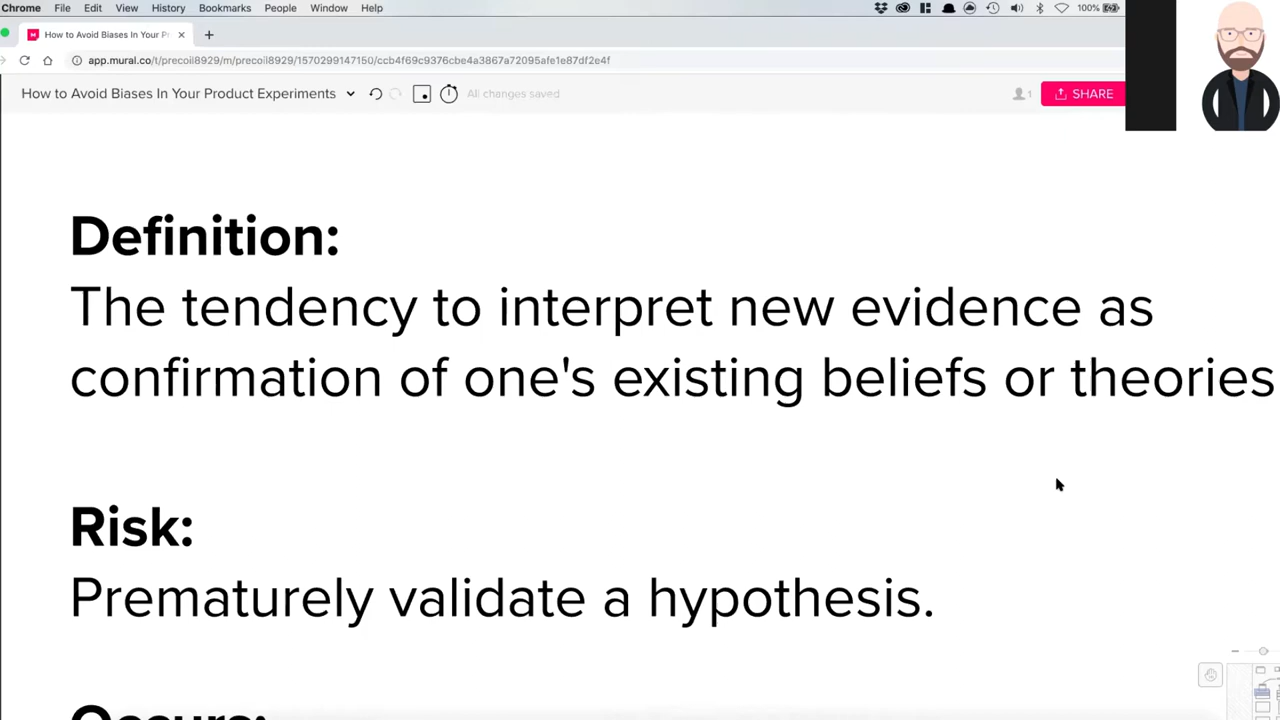 Chrome File Edit View History Bookmarks People Window Help 100%
How to Avoid Biases In Your Pr
app.mural.co/t/precoil8929/m/precoil8929/1570299147150/ccb4f69c9376cbe4a3867a72095afe1e87df2e4f
How to Avoid Biases In Your Product Experiments All changes saved 1 SHARE
Definition:
The tendency to interpret new evidence as
confirmation of one's existing beliefs or theories
Risk:
Prematurely validate a hypothesis.
Occurs: